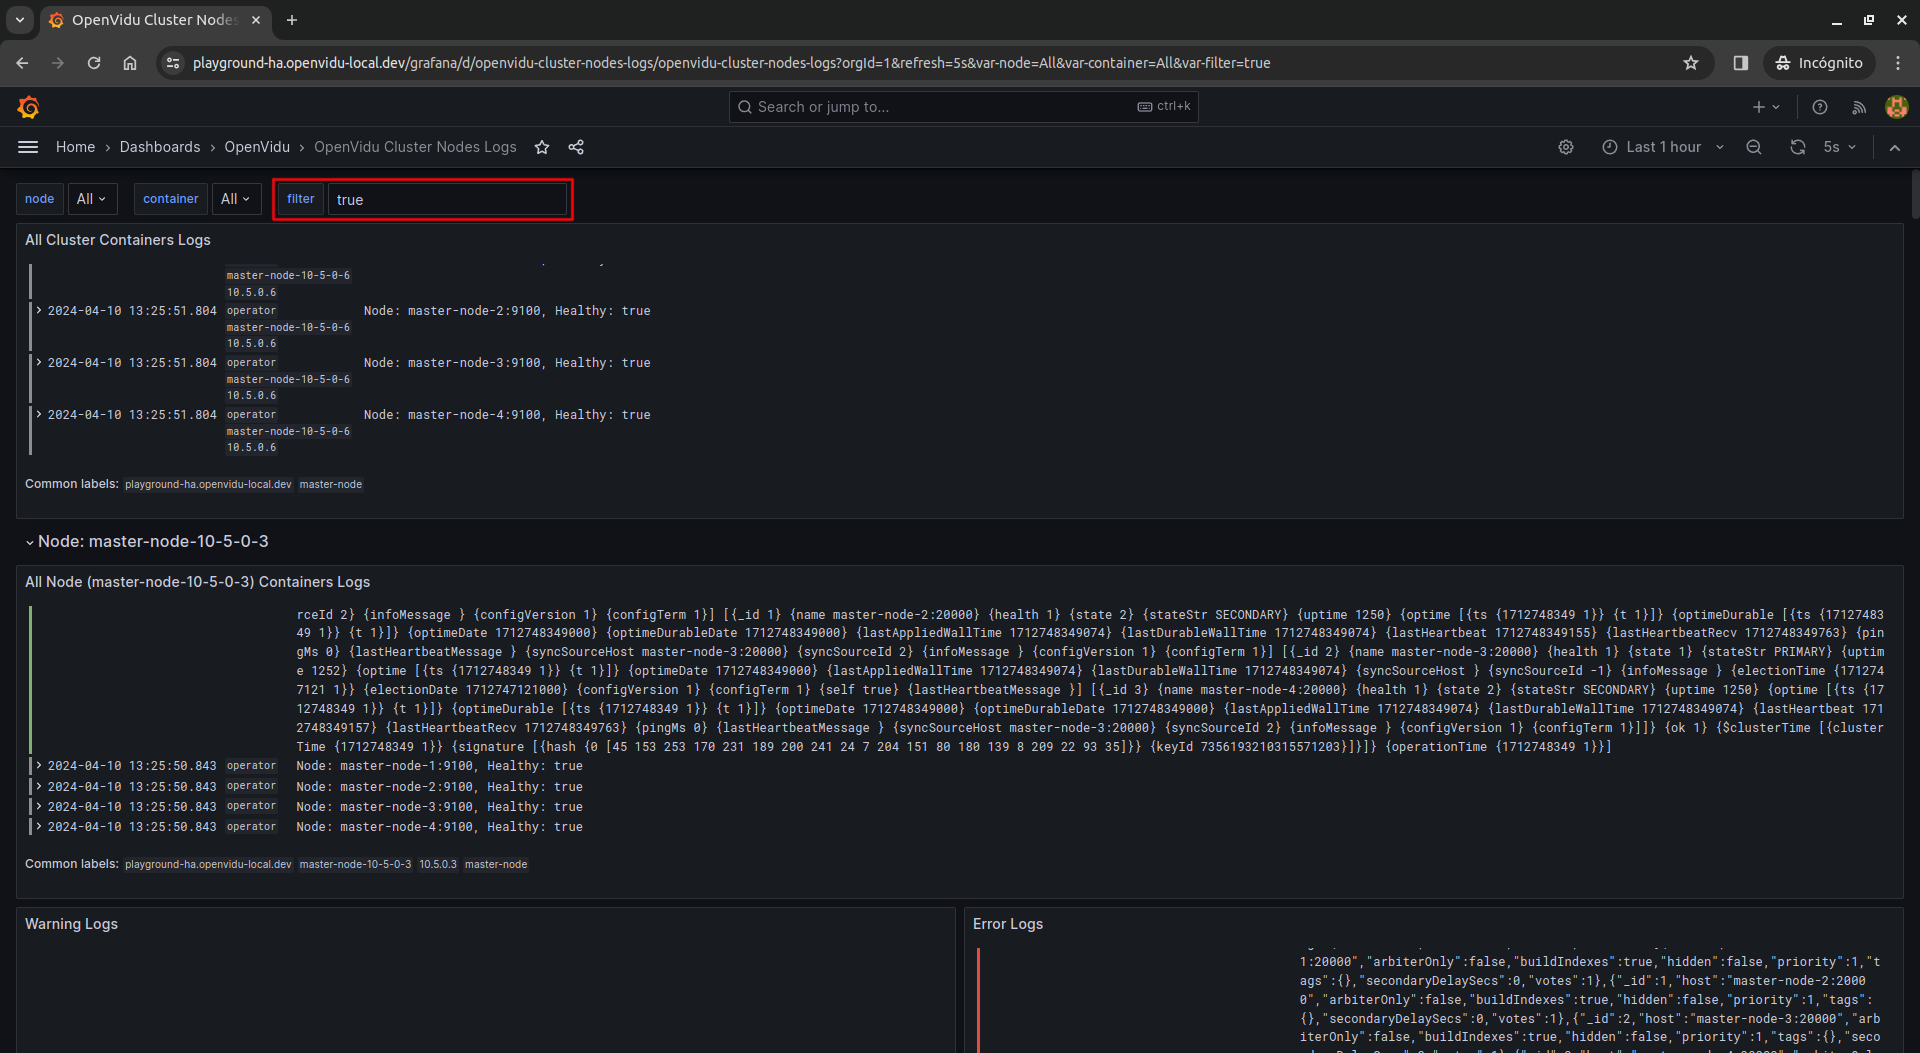 OpenVidu Cluster Nodes
playground-ha.openvidu-local.dev/grafana/d/openvidu-cluster-nodes-logs/openvidu-cluster-nodes-logs?orgId=1&refresh=5s&var-node=All&var-container=All&var-filter=true
Incógnito
Search or jump to...
ctrl+k
Home › Dashboards › OpenVidu › OpenVidu Cluster Nodes Logs
Last 1 hour
5s
node All container All filter true
All Cluster Containers Logs
master-node-10-5-0-6
10.5.0.6
2024-04-10 13:25:51.804 operator Node: master-node-2:9100, Healthy: true
master-node-10-5-0-6
10.5.0.6
2024-04-10 13:25:51.804 operator Node: master-node-3:9100, Healthy: true
master-node-10-5-0-6
10.5.0.6
2024-04-10 13:25:51.804 operator Node: master-node-4:9100, Healthy: true
master-node-10-5-0-6
10.5.0.6
Common labels: playground-ha.openvidu-local.dev master-node
Node: master-node-10-5-0-3
All Node (master-node-10-5-0-3) Containers Logs
rceId 2} {infoMessage } {configVersion 1} {configTerm 1}] [{_id 1} {name master-node-2:20000} {health 1} {state 2} {stateStr SECONDARY} {uptime 1250} {optime [{ts {1712748349 1}} {t 1}]} {optimeDurable [{ts {17127483
49 1}} {t 1}]} {optimeDate 1712748349000} {optimeDurableDate 1712748349000} {lastAppliedWallTime 1712748349074} {lastDurableWallTime 1712748349074} {lastHeartbeat 1712748349155} {lastHeartbeatRecv 1712748349763} {pin
gMs 0} {lastHeartbeatMessage } {syncSourceHost master-node-3:20000} {syncSourceId 2} {infoMessage } {configVersion 1} {configTerm 1}] [{_id 2} {name master-node-3:20000} {health 1} {state 1} {stateStr PRIMARY} {uptim
e 1252} {optime [{ts {1712748349 1}} {t 1}]} {optimeDate 1712748349000} {lastAppliedWallTime 1712748349074} {lastDurableWallTime 1712748349074} {syncSourceHost } {syncSourceId -1} {infoMessage } {electionTime {171274
7121 1}} {electionDate 1712747121000} {configVersion 1} {configTerm 1} {self true} {lastHeartbeatMessage }] [{_id 3} {name master-node-4:20000} {health 1} {state 2} {stateStr SECONDARY} {uptime 1250} {optime [{ts {17
12748349 1}} {t 1}]} {optimeDurable [{ts {1712748349 1}} {t 1}]} {optimeDate 1712748349000} {optimeDurableDate 1712748349000} {lastAppliedWallTime 1712748349074} {lastDurableWallTime 1712748349074} {lastHeartbeat 171
2748349157} {lastHeartbeatRecv 1712748349763} {pingMs 0} {lastHeartbeatMessage } {syncSourceHost master-node-3:20000} {syncSourceId 2} {infoMessage } {configVersion 1} {configTerm 1}]]} {ok 1} {$clusterTime [{cluster
Time {1712748349 1}} {signature [{hash {0 [45 153 253 170 231 189 200 241 24 7 204 151 80 180 139 8 209 22 93 35]}} {keyId 7356193210315571203}]}]} {operationTime {1712748349 1}}]
2024-04-10 13:25:50.843 operator Node: master-node-1:9100, Healthy: true
2024-04-10 13:25:50.843 operator Node: master-node-2:9100, Healthy: true
2024-04-10 13:25:50.843 operator Node: master-node-3:9100, Healthy: true
2024-04-10 13:25:50.843 operator Node: master-node-4:9100, Healthy: true
Common labels: playground-ha.openvidu-local.dev master-node-10-5-0-3 10.5.0.3 master-node
Warning Logs
Error Logs
1:20000","arbiterOnly":false,"buildIndexes":true,"hidden":false,"priority":1,"t
ags":{},"secondaryDelaySecs":0,"votes":1},{"_id":1,"host":"master-node-2:2000
0","arbiterOnly":false,"buildIndexes":true,"hidden":false,"priority":1,"tags":
{},"secondaryDelaySecs":0,"votes":1},{"_id":2,"host":"master-node-3:20000","arb
iterOnly":false,"buildIndexes":true,"hidden":false,"priority":1,"tags":{},"seco